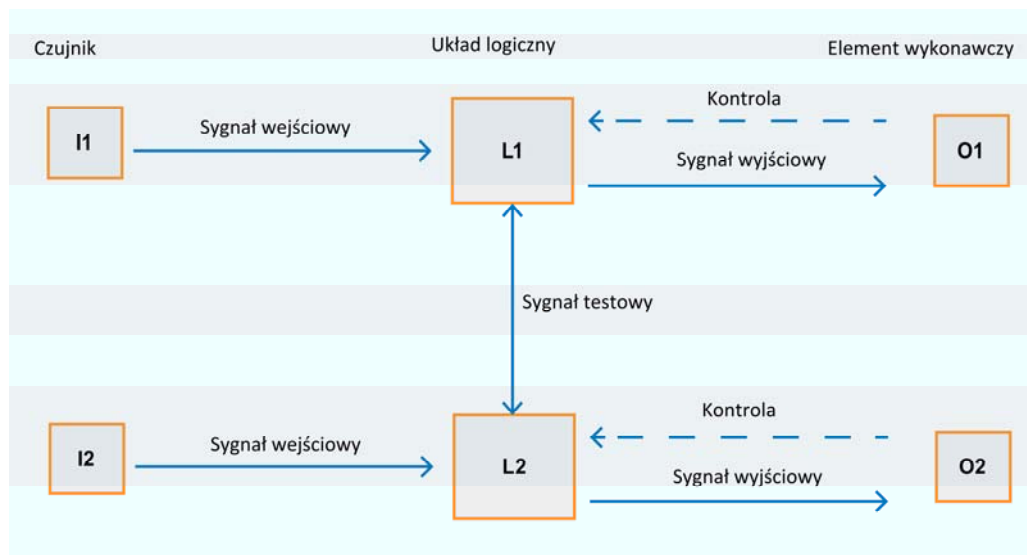 Czujnik
Układ logiczny
Element wykonawczy
I1
Sygnał wejściowy
L1
Kontrola
Sygnał wyjściowy
O1
Sygnał testowy
I2
Sygnał wejściowy
L2
Kontrola
Sygnał wyjściowy
O2